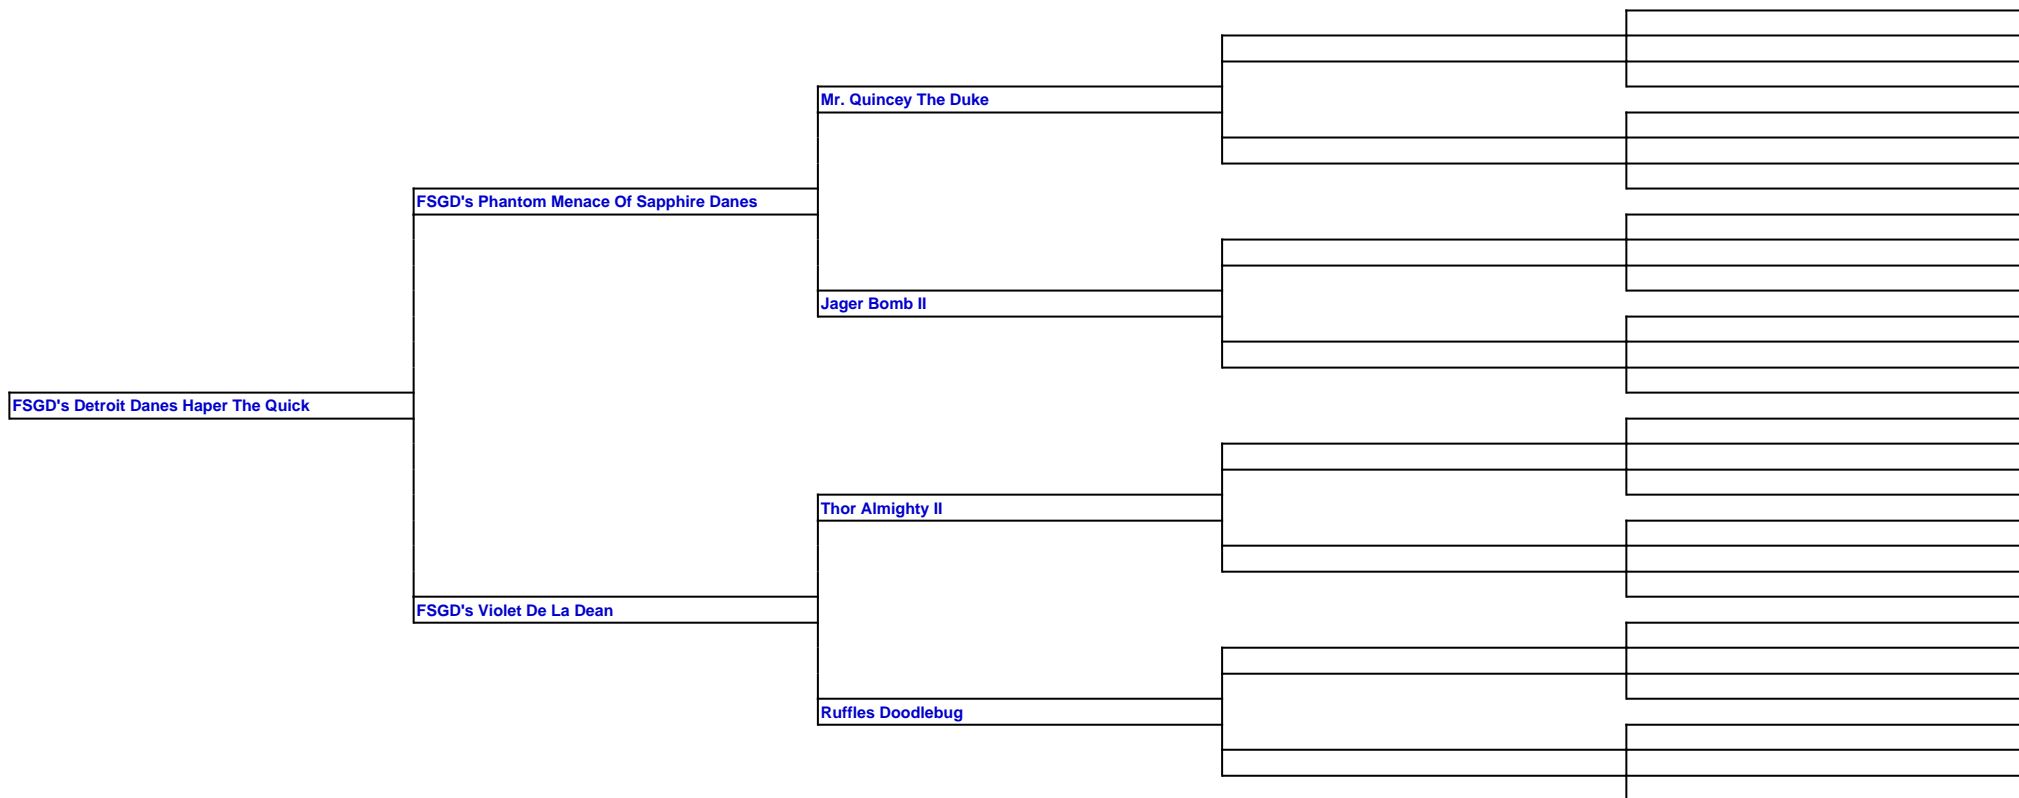 Mr. Quincey The Duke
FSGD's Phantom Menace Of Sapphire Danes
Jager Bomb II
FSGD's Detroit Danes Haper The Quick
Thor Almighty II
FSGD's Violet De La Dean
Ruffles Doodlebug